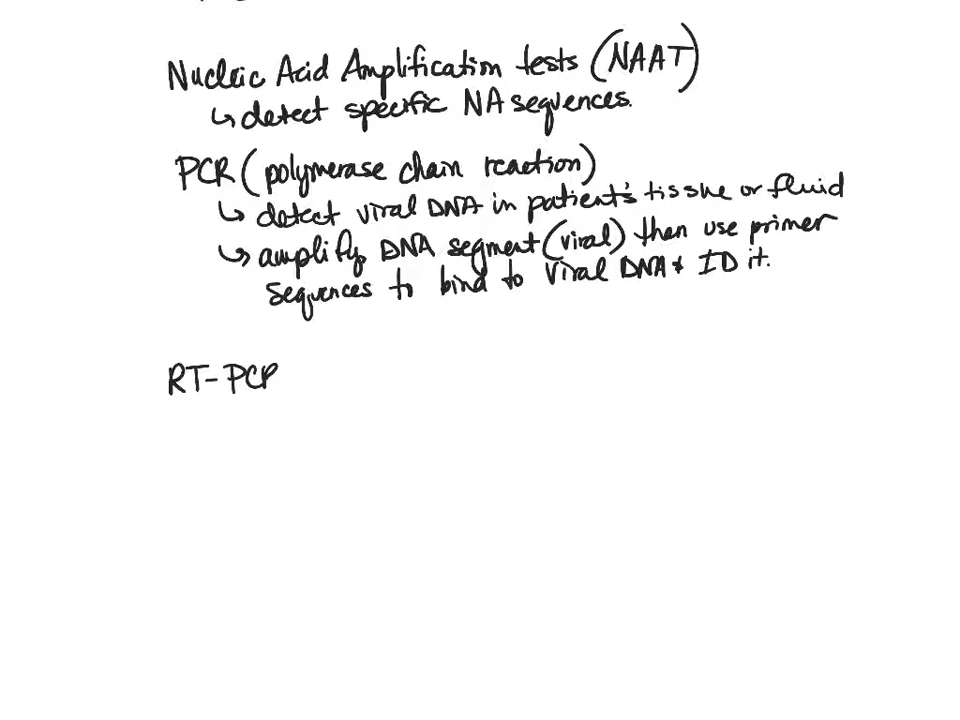 Nucleic Acid Amplification tests (NAAT)
↳ detect specific NA sequences.
PCR (polymerase chain reaction)
↳ detect viral DNA in patient's tissue or fluid
↳ amplify DNA segment (viral) then use primer
sequences to bind to viral DNA & ID it.
RT-PCP